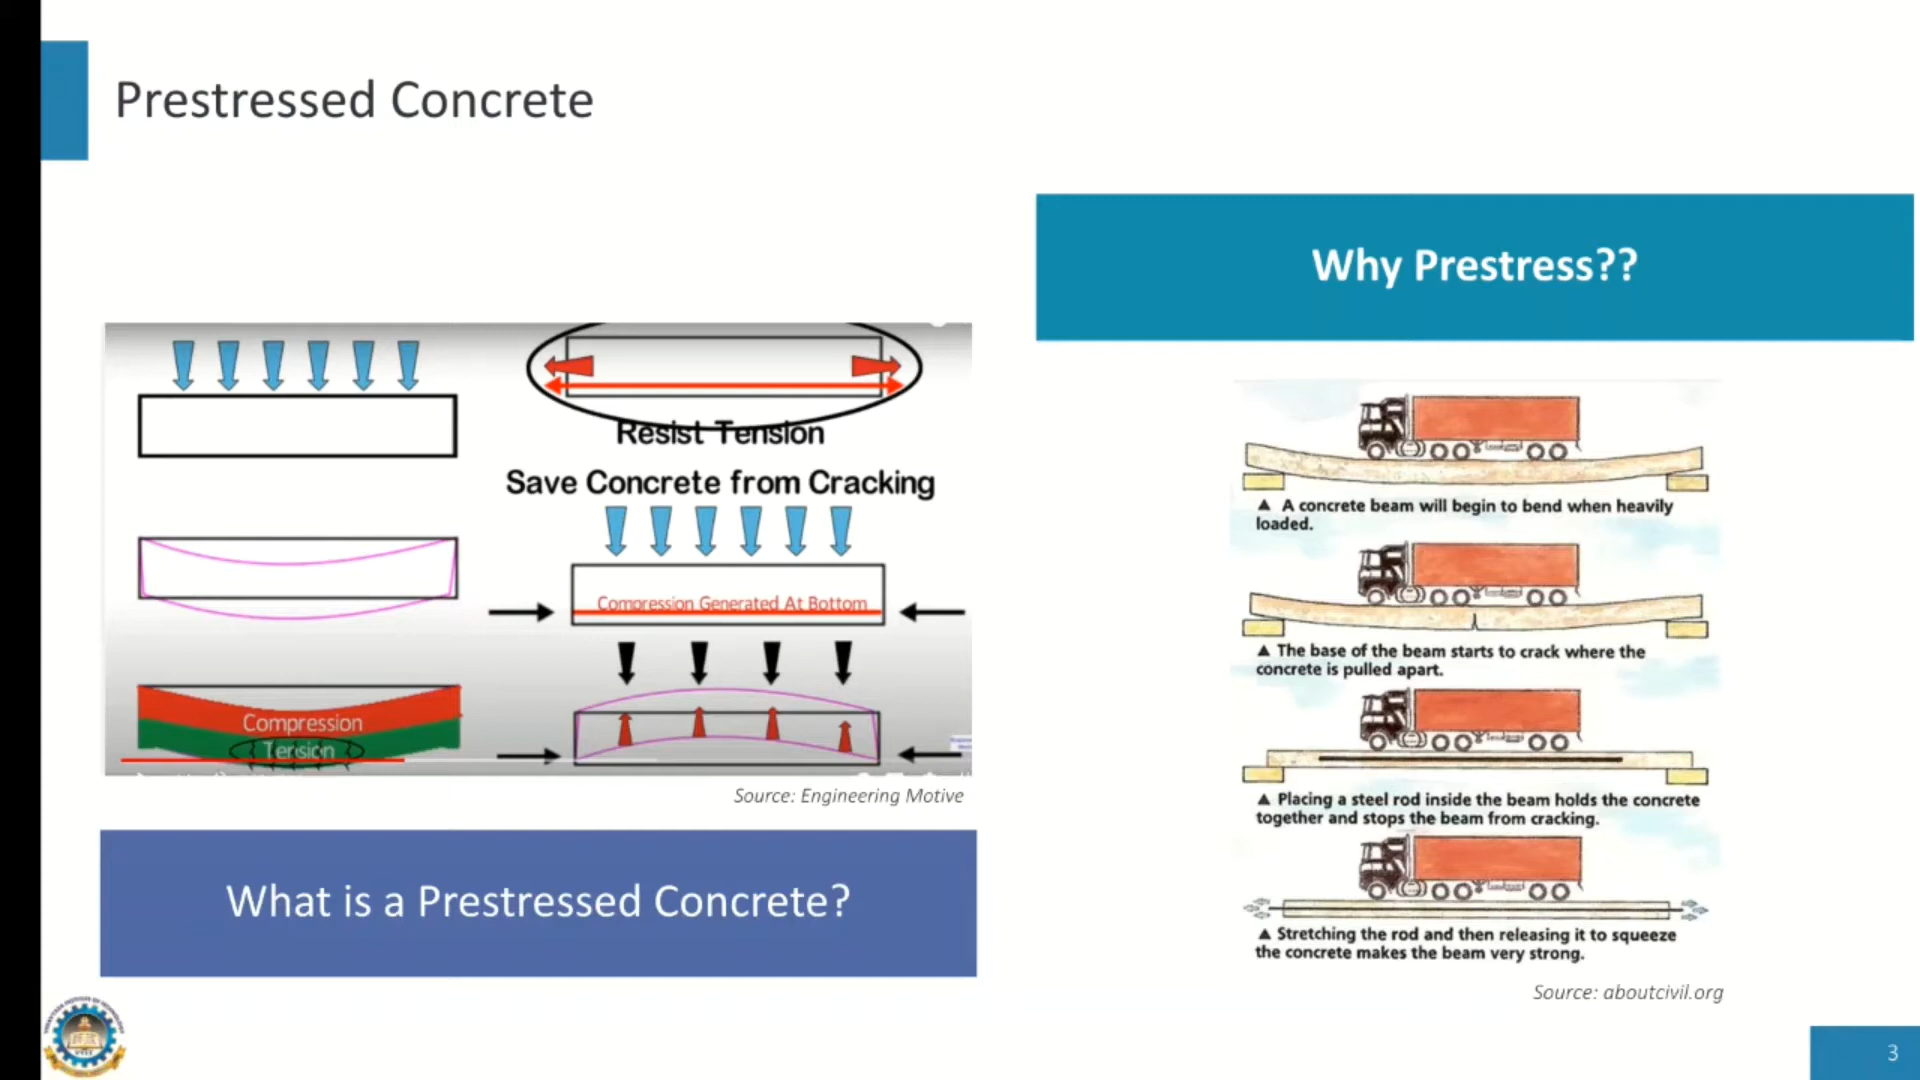 Prestressed Concrete
Resist Tension
Save Concrete from Cracking
Compression Generated At Bottom
Compression
Tension
Source: Engineering Motive
What is a Prestressed Concrete?
Why Prestress??
▲ A concrete beam will begin to bend when heavily
loaded.
▲ The base of the beam starts to crack where the
concrete is pulled apart.
▲ Placing a steel rod inside the beam holds the concrete
together and stops the beam from cracking.
▲ Stretching the rod and then releasing it to squeeze
the concrete makes the beam very strong.
Source: aboutcivil.org
3